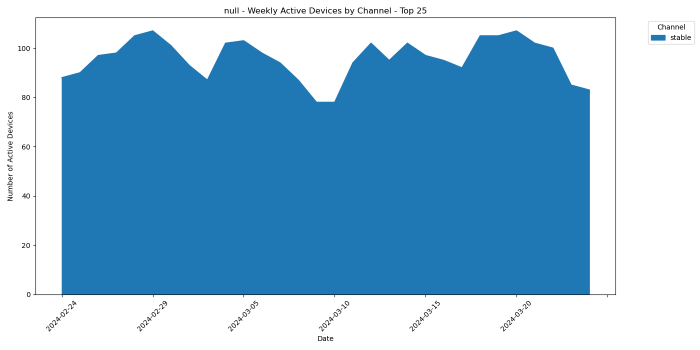 null - Weekly Active Devices by Channel - Top 25
Channel
stable
Number of Active Devices
100
80
60
40
20
0
2024-02-24
2024-02-29
2024-03-05
2024-03-10
2024-03-15
2024-03-20
Date